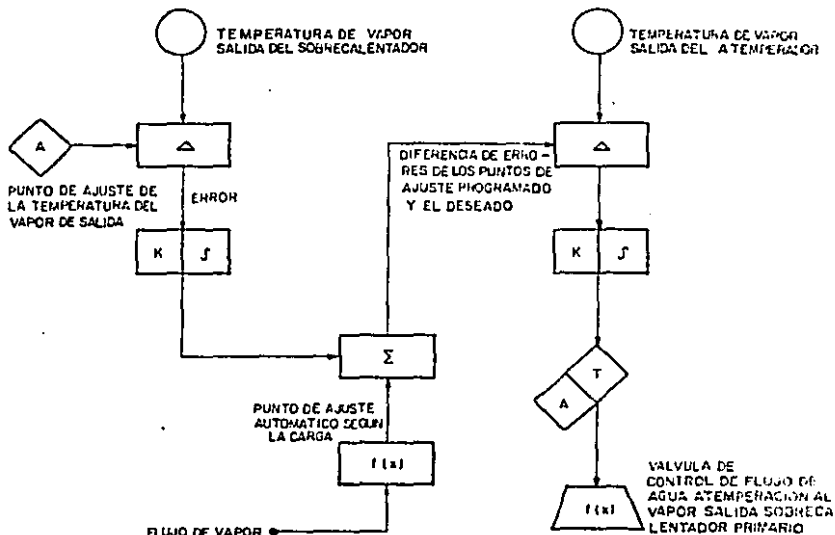 TEMPERATURA DE VAPOR
SALIDA DEL SOBRECALENTADOR
TEMPERATURA DE VAPOR
SALIDA DEL ATEMPERADOR
A
△
PUNTO DE AJUSTE DE
LA TEMPERATURA DEL
VAPOR DE SALIDA
ERROR
DIFERENCIA DE ERRO-
RES DE LOS PUNTOS DE
AJUSTE PROGRAMADO
Y EL DESEADO
△
K ∫
K ∫
Σ
T
A
PUNTO DE AJUSTE
AUTOMATICO SEGUN
LA CARGA
f(x)
FLUJO DE VAPOR
f(x)
VALVULA DE
CONTROL DE FLUJO DE
AGUA ATEMPERACION AL
VAPOR SALIDA SOBRECA
LENTADOR PRIMARIO